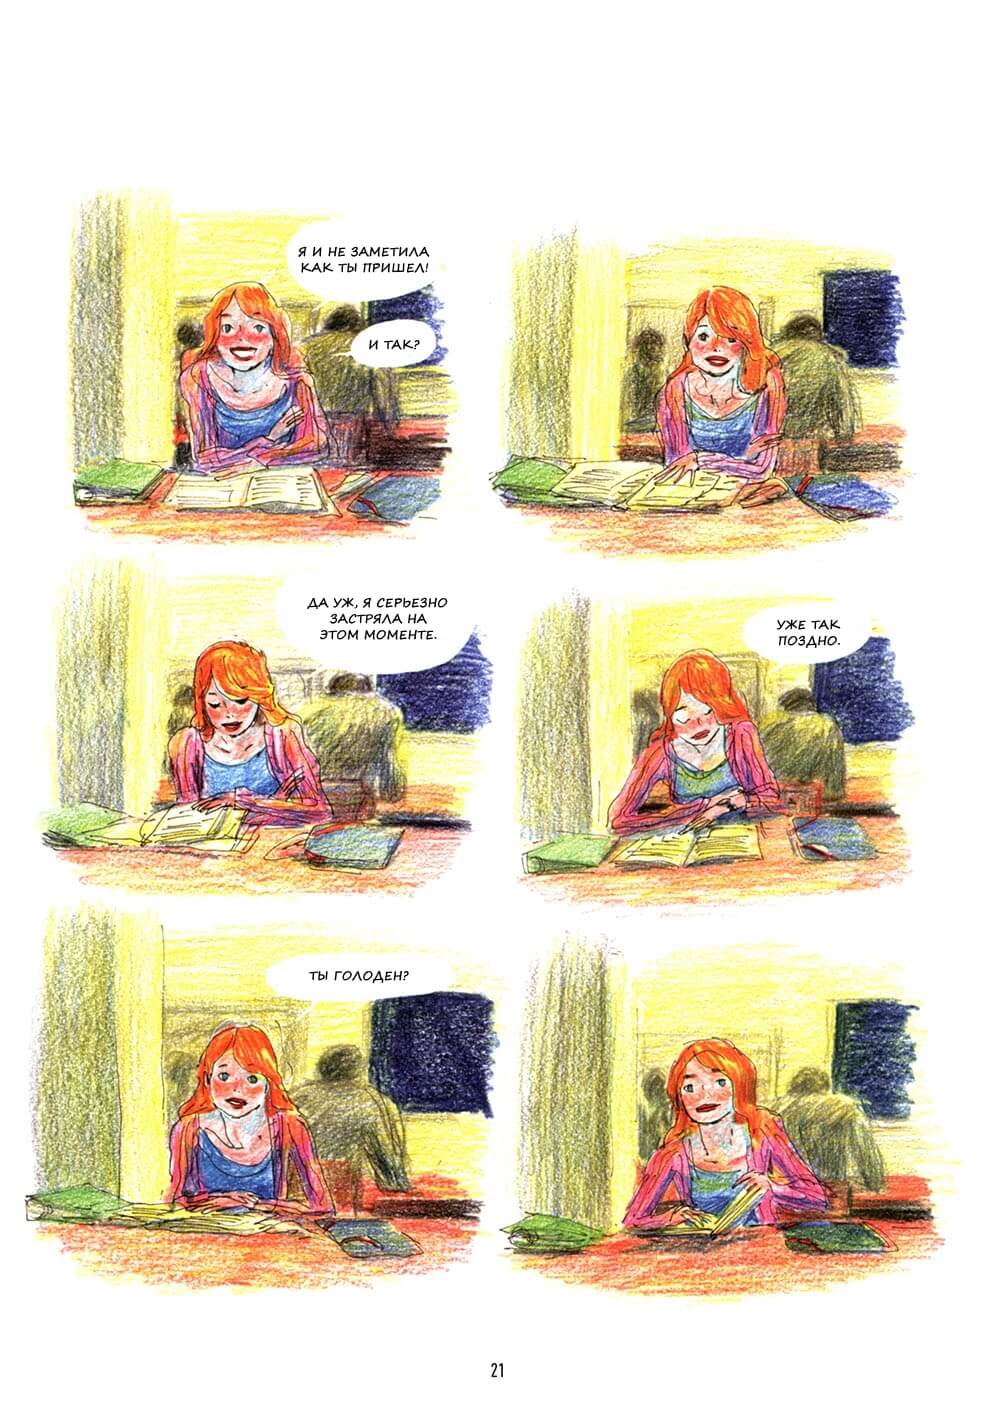 Я И НЕ ЗАМЕТИЛА
КАК ТЫ ПРИШЕЛ!
И ТАК?
ДА УЖ, Я СЕРЬЕЗНО
ЗАСТРЯЛА НА
ЭТОМ МОМЕНТЕ.
УЖЕ ТАК
ПОЗДНО.
ТЫ ГОЛОДЕН?
21